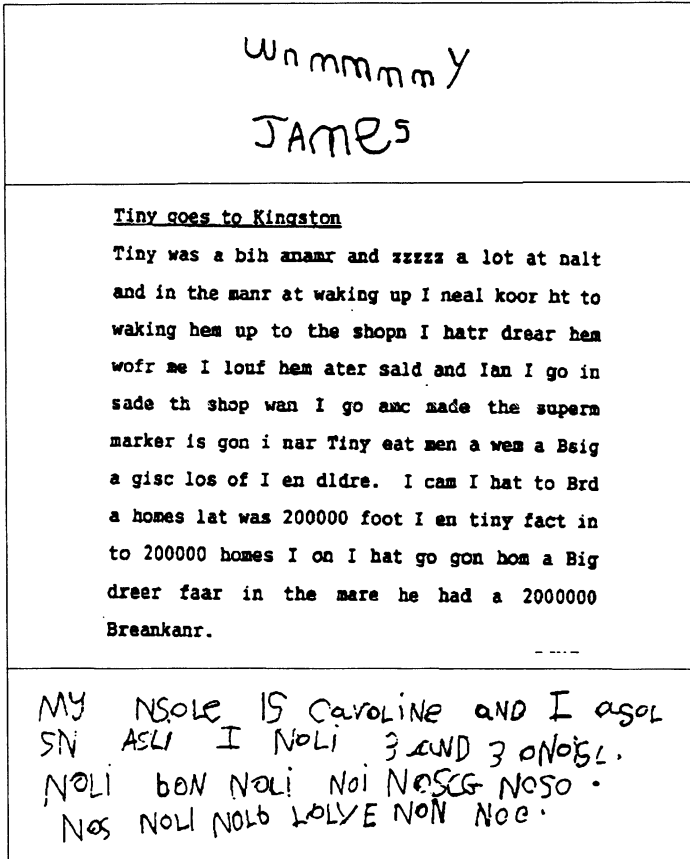 wnmmmmy
JAmes
Tiny goes to Kingston
Tiny was a bih anamr and zzzzz a lot at nalt
and in the manr at waking up I neal koor ht to
waking hem up to the shopn I hatr drear hem
wofr me I louf hem ater sald and Ian I go in
sade th shop wan I go amc made the superm
marker is gon i nar Tiny eat men a wem a Bsig
a gisc los of I en dldre. I cam I hat to Brd
a homes lat was 200000 foot I en tiny fact in
to 200000 homes I on I hat go gon hom a Big
dreer faar in the mare he had a 2000000
Breankanr.
MY NSOLe IS CaroLiNe aND I asoL
SN ASLI I NoLi 3 aND 3 oNoisL.
NOLI boN NoLi Noi NOSCG NOSO.
Nos NOLI NOLb LOLYE NON Noe.